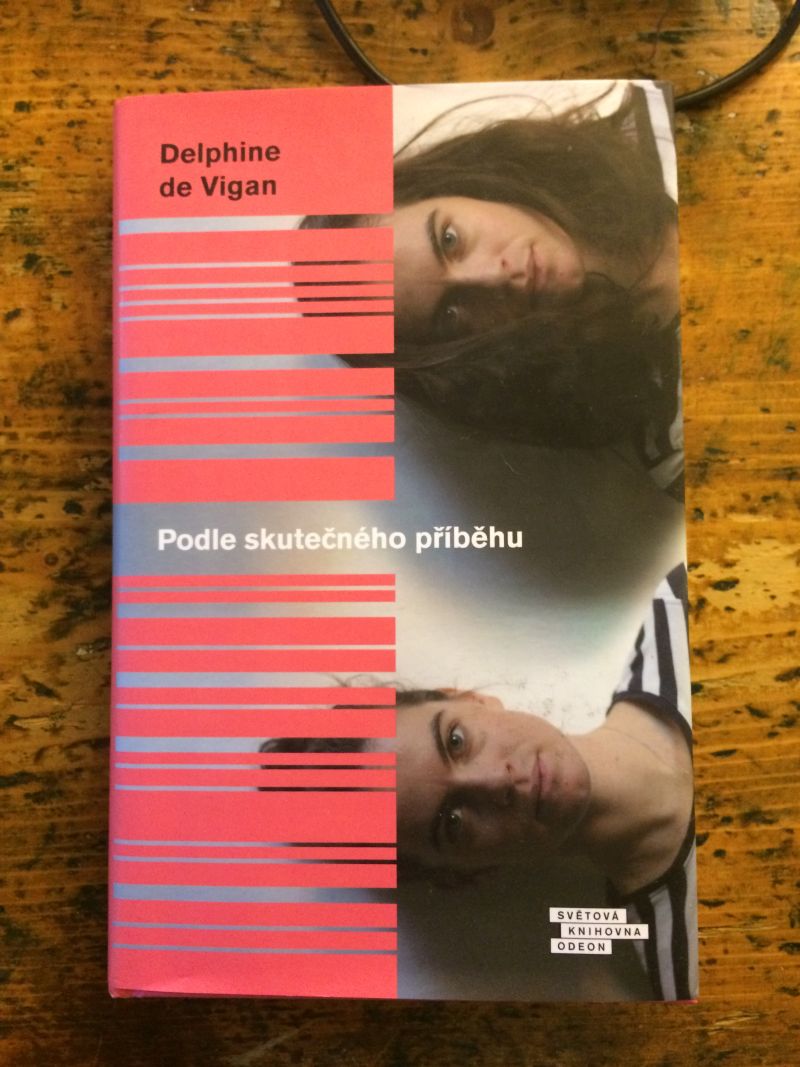 Delphine
de Vigan
Podle skutečného příběhu
SVĚTOVÁ
KNIHOVNA
ODEON